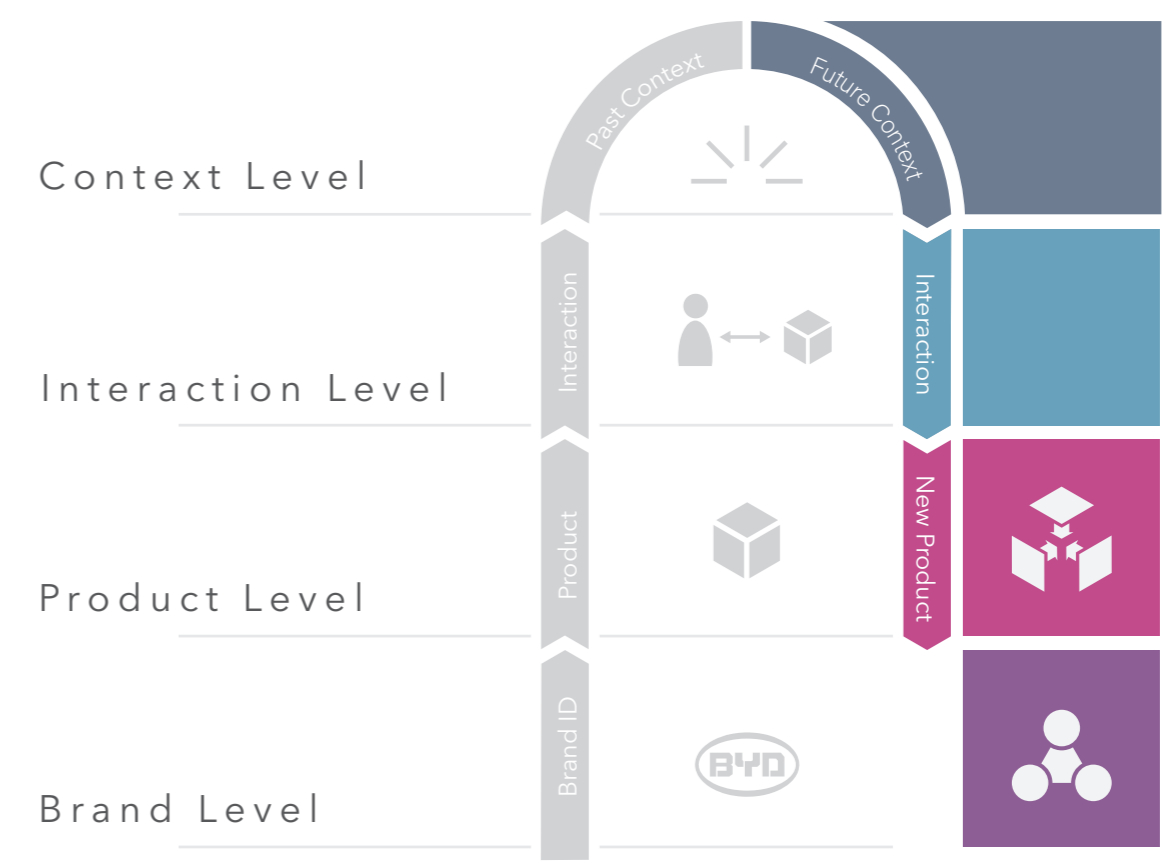 Past Context
Future Context
Context Level
Interaction
Interaction
Interaction Level
Product
New Product
Product Level
Brand ID
BYD
Brand Level